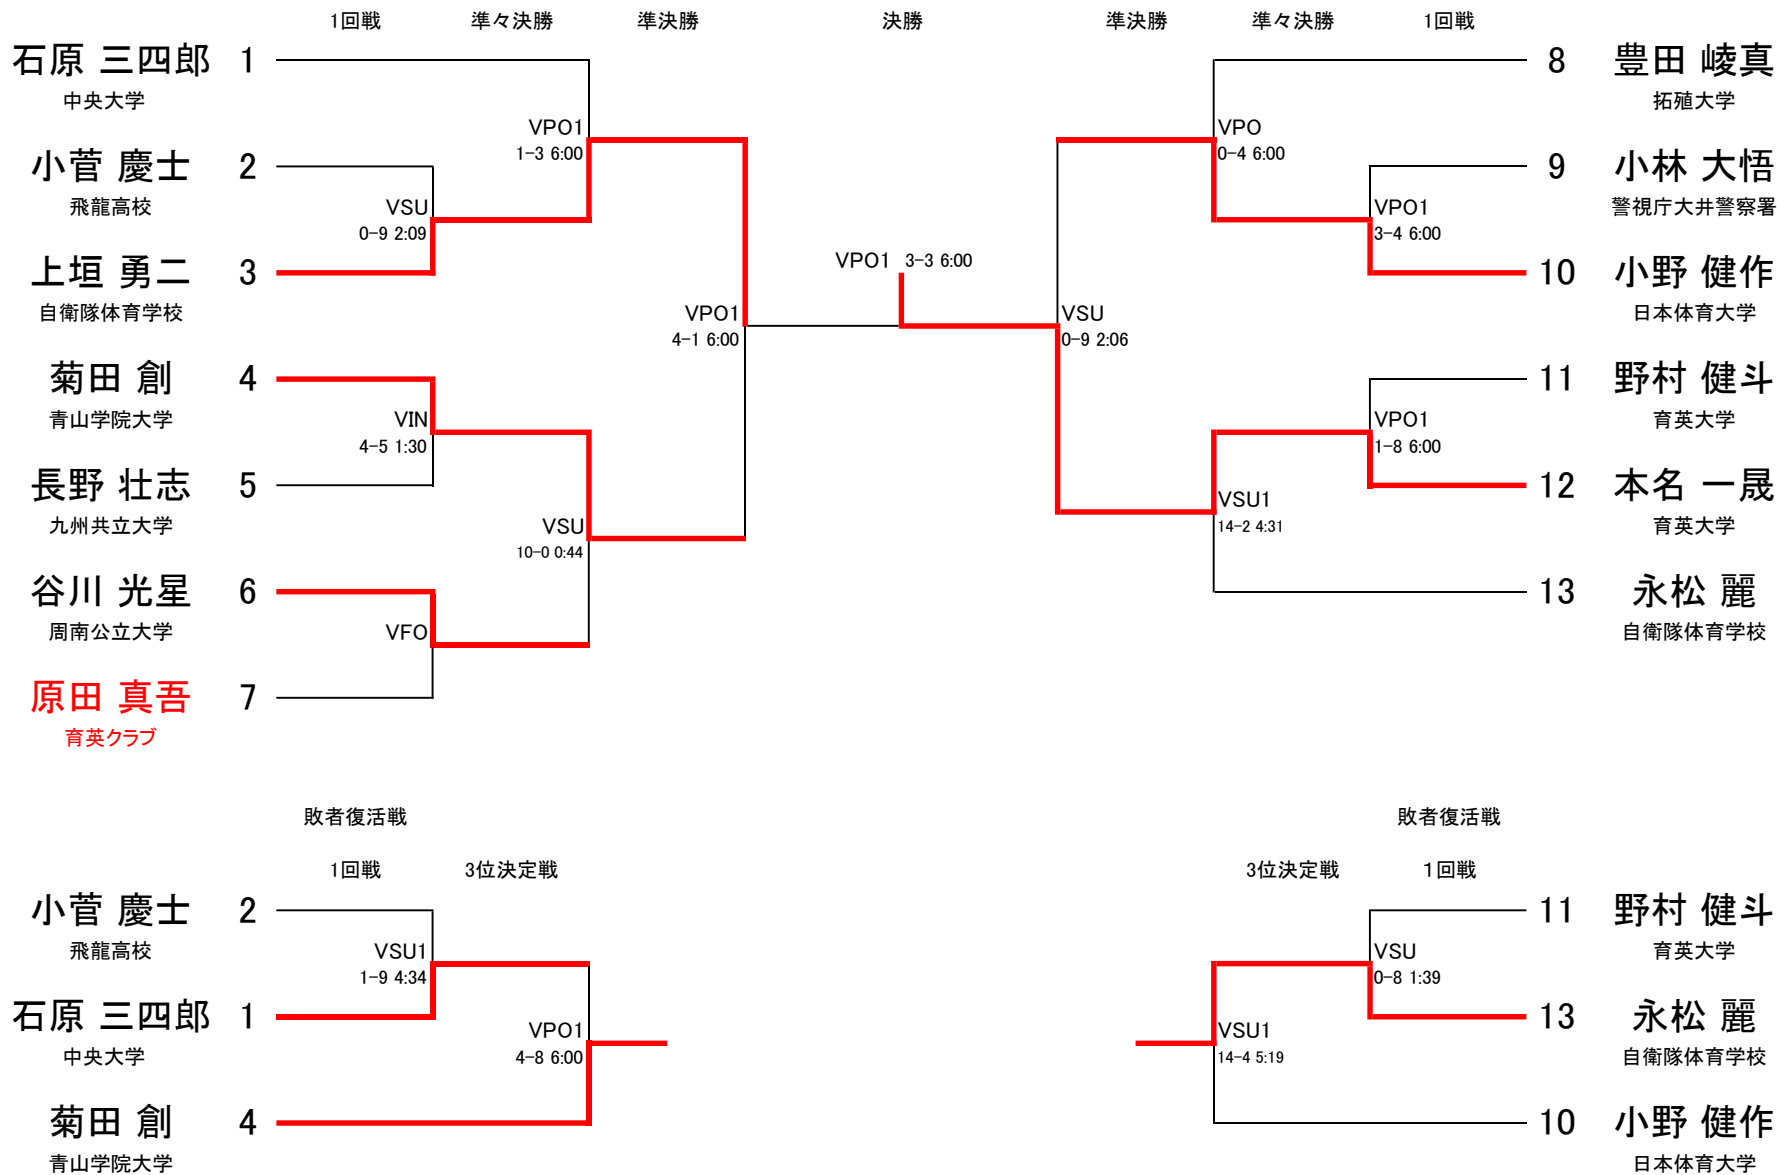 1回戦 準々決勝 準決勝 決勝 準決勝 準々決勝 1回戦
石原 三四郎 1
中央大学
8 豊田 崚真
拓殖大学
VPO1
1-3 6:00
VPO
0-4 6:00
小菅 慶士 2
飛龍高校
9 小林 大悟
警視庁大井警察署
VSU
0-9 2:09
VPO1
3-4 6:00
上垣 勇二 3
自衛隊体育学校
VPO1 3-3 6:00
10 小野 健作
日本体育大学
VPO1
4-1 6:00
VSU
0-9 2:06
菊田 創 4
青山学院大学
11 野村 健斗
育英大学
VIN
4-5 1:30
VPO1
1-8 6:00
長野 壮志 5
九州共立大学
12 本名 一晟
育英大学
VSU
10-0 0:44
VSU1
14-2 4:31
谷川 光星 6
周南公立大学
13 永松 麗
自衛隊体育学校
VFO
原田 真吾 7
育英クラブ
敗者復活戦 敗者復活戦
1回戦 3位決定戦 3位決定戦 1回戦
小菅 慶士 2
飛龍高校
11 野村 健斗
育英大学
VSU1
1-9 4:34
VSU
0-8 1:39
石原 三四郎 1
中央大学
13 永松 麗
自衛隊体育学校
VPO1
4-8 6:00
VSU1
14-4 5:19
菊田 創 4
青山学院大学
10 小野 健作
日本体育大学